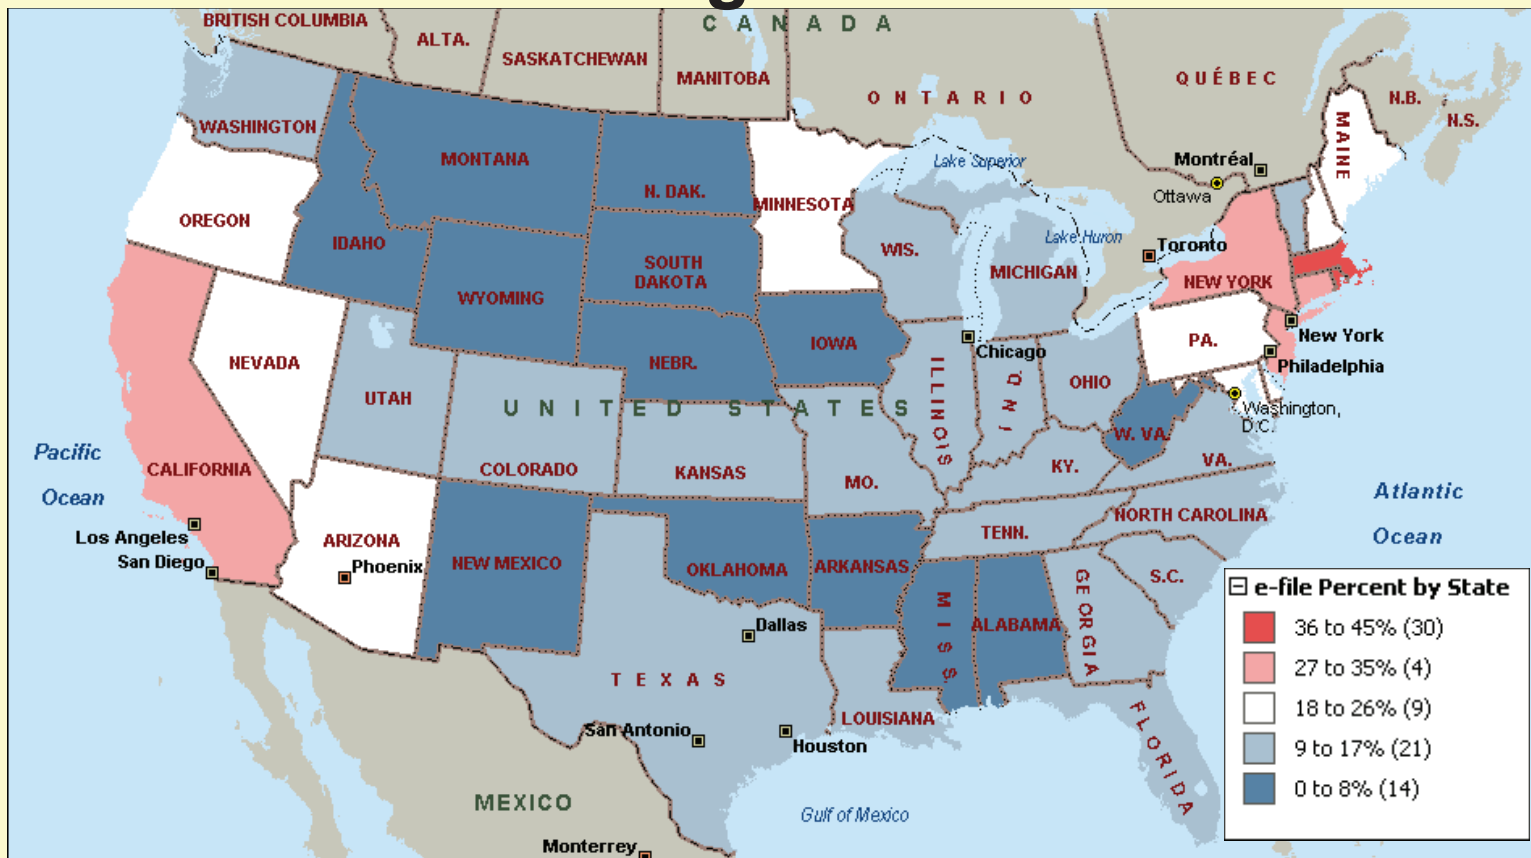 g
CANADA
BRITISH COLUMBIA
ALTA.
SASKATCHEWAN
MANITOBA
ONTARIO
QUÉBEC
N.B.
N.S.
MAINE
WASHINGTON
MONTANA
N. DAK.
MINNESOTA
Lake Superior
Montréal
Ottawa
OREGON
IDAHO
WIS.
MICHIGAN
Lake Huron
Toronto
SOUTH
DAKOTA
WYOMING
NEW YORK
NEVADA
NEBR.
IOWA
Chicago
PA.
New York
Philadelphia
UTAH
UNITED STATES
ILLINOIS
IND
OHIO
Washington,
D.C.
W. VA.
VA.
Pacific
Ocean
CALIFORNIA
COLORADO
KANSAS
MO.
KY.
Atlantic
Ocean
Los Angeles
San Diego
ARIZONA
Phoenix
NEW MEXICO
OKLAHOMA
ARKANSAS
TENN.
NORTH CAROLINA
S.C.
GEORGIA
MISS.
ALABAMA
Dallas
TEXAS
LOUISIANA
San Antonio
Houston
FLORIDA
MEXICO
Gulf of Mexico
Monterrey
e-file Percent by State
36 to 45% (30)
27 to 35% (4)
18 to 26% (9)
9 to 17% (21)
0 to 8% (14)